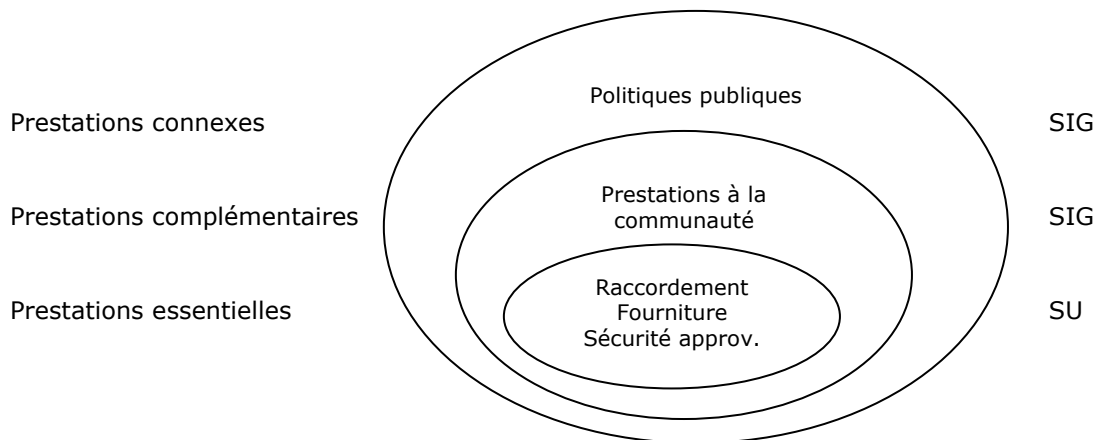 Politiques publiques
Prestations connexes
SIG
Prestations à la
communauté
Prestations complémentaires
SIG
Raccordement
Fourniture
Sécurité approv.
Prestations essentielles
SU